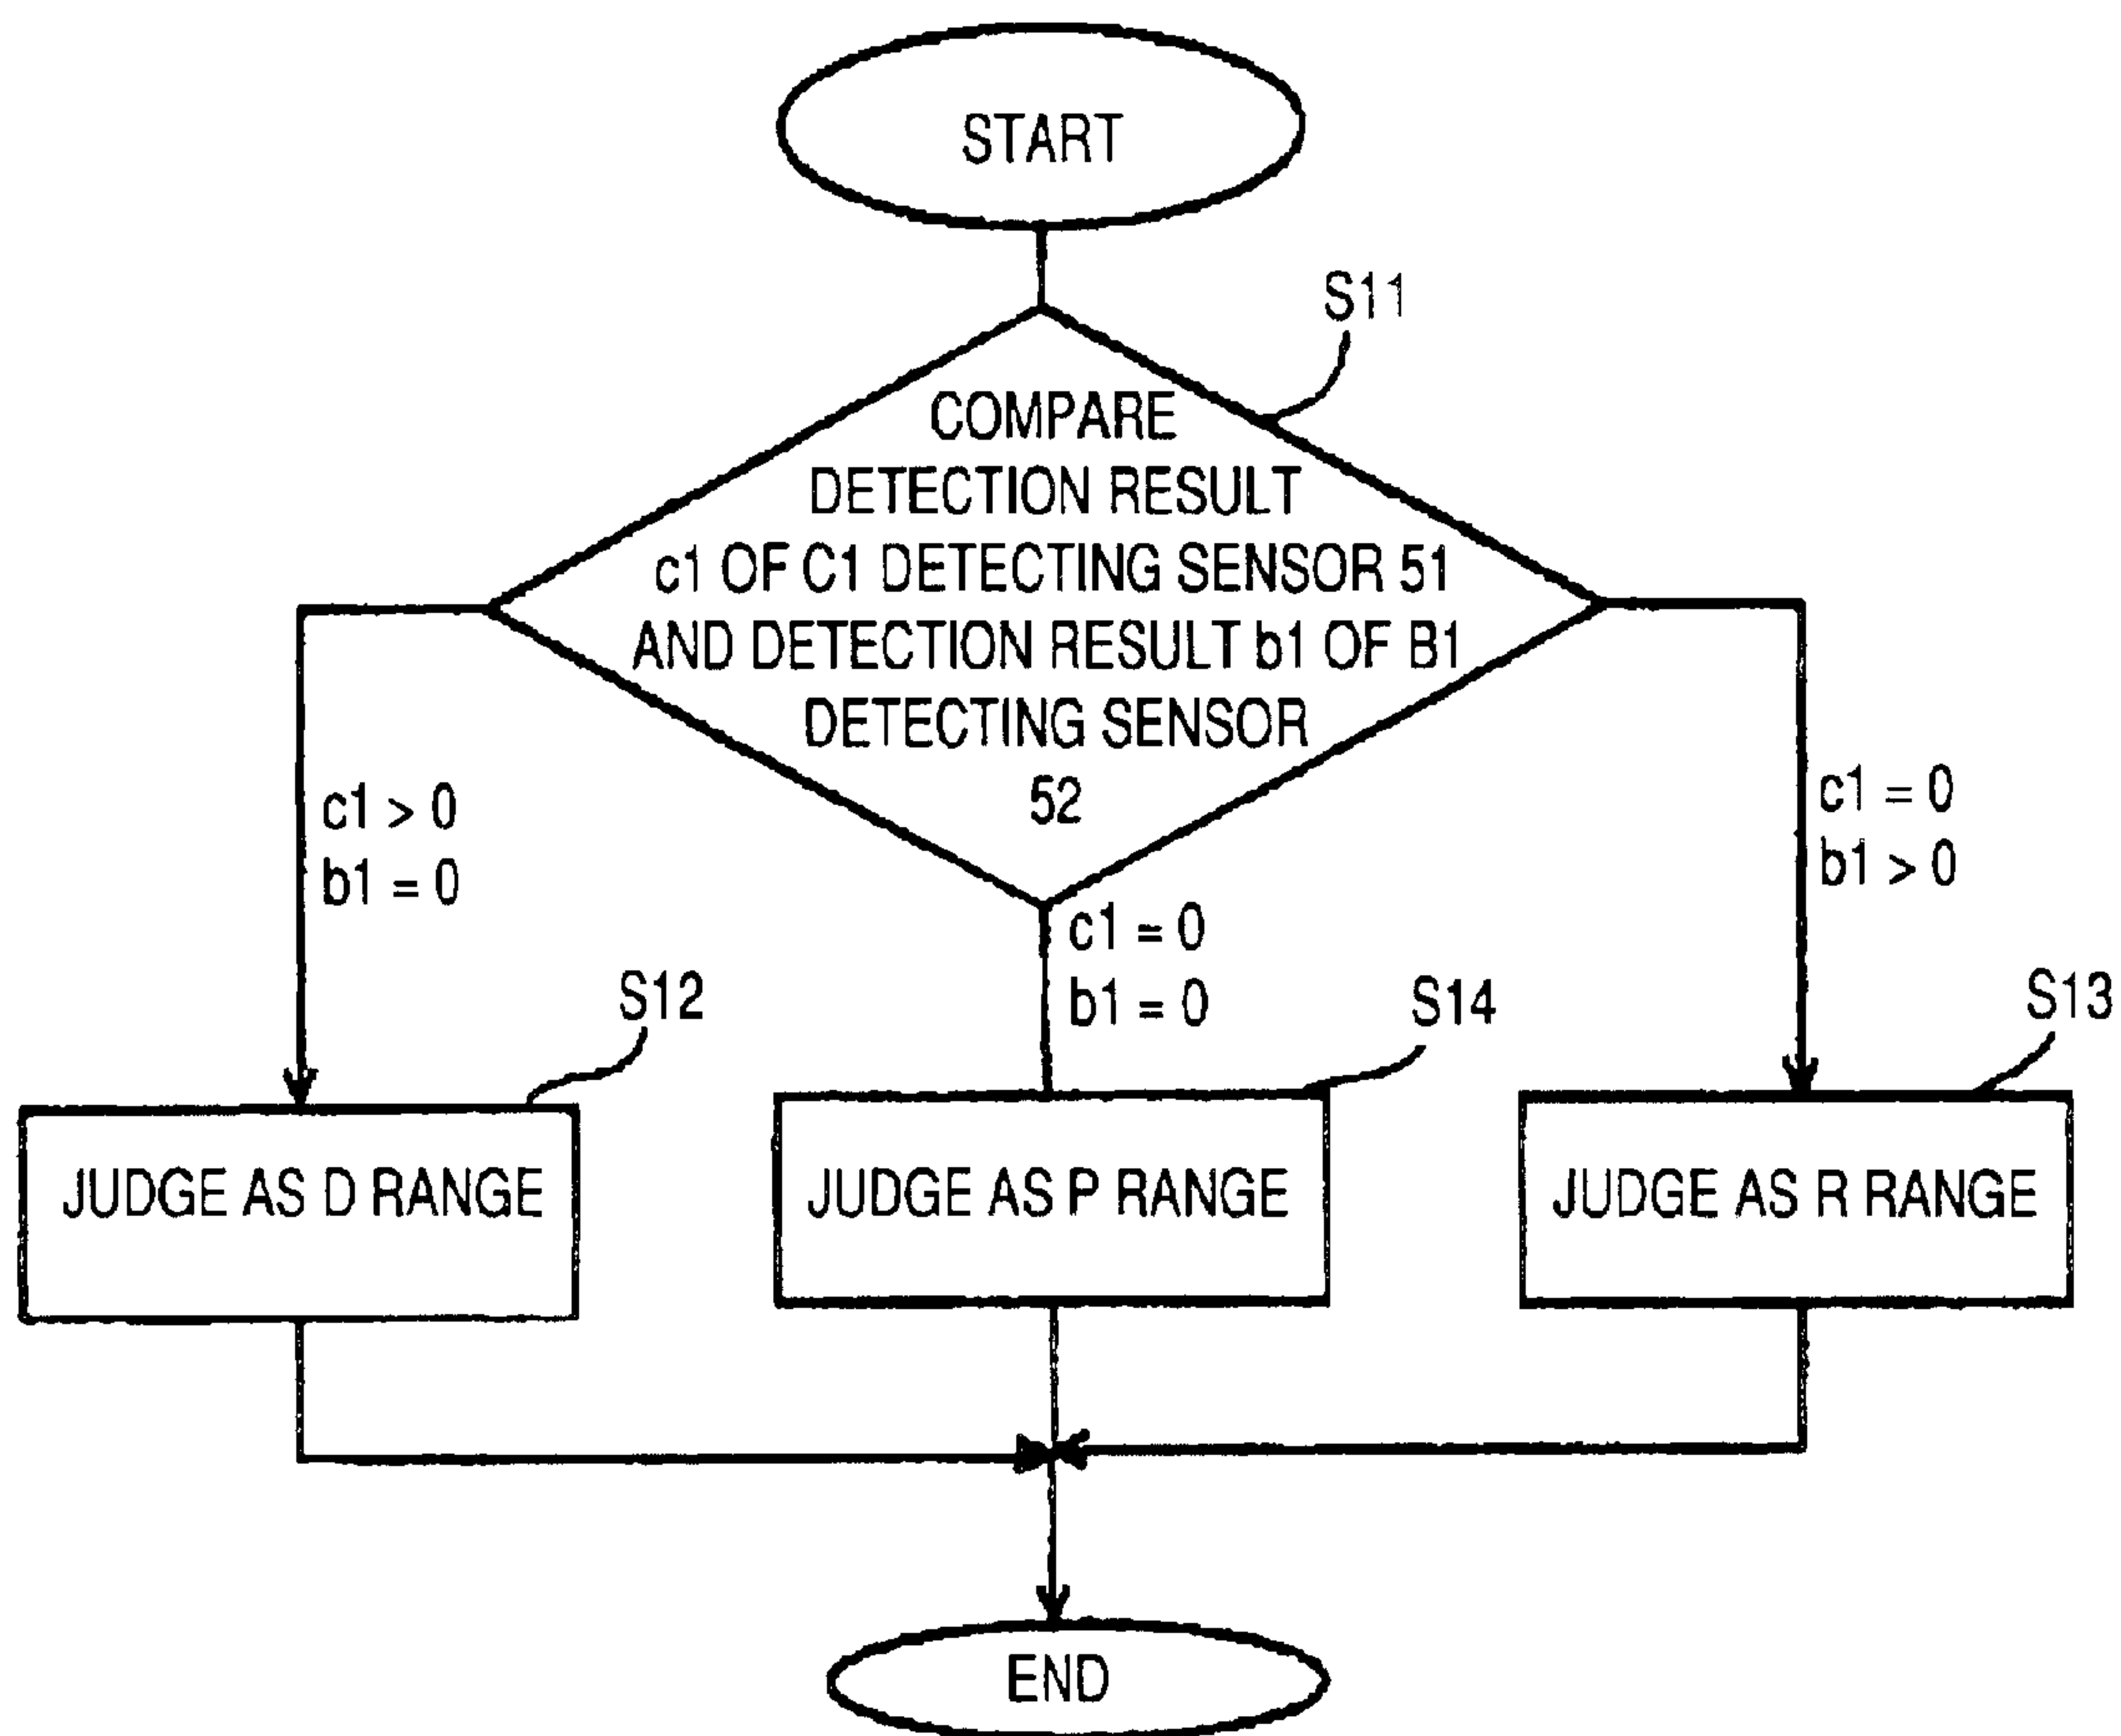 START
S11
COMPARE
DETECTION RESULT
c1 OF C1 DETECTING SENSOR 51
AND DETECTION RESULT b1 OF B1
DETECTING SENSOR
52
c1 > 0
b1 = 0
c1 = 0
b1 = 0
c1 = 0
b1 > 0
S12
S14
S13
JUDGE AS D RANGE
JUDGE AS P RANGE
JUDGE AS R RANGE
END